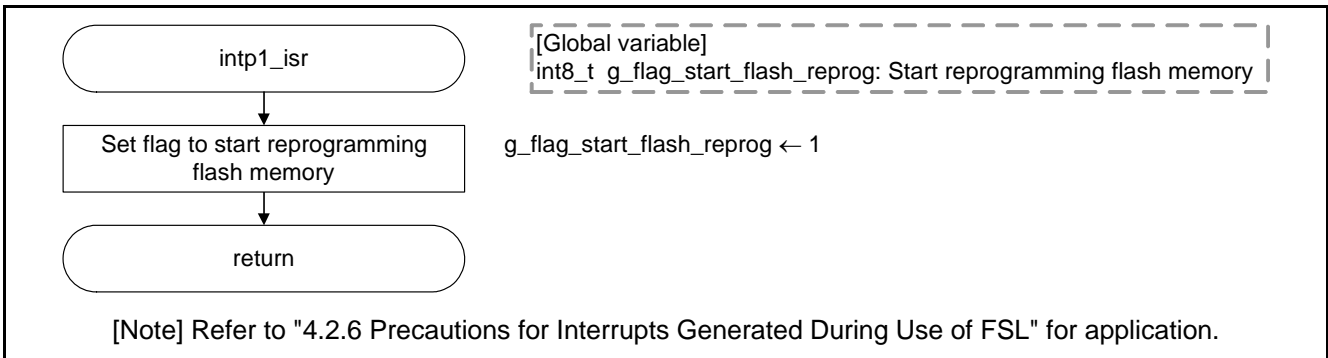 intp1_isr
[Global variable]
int8_t g_flag_start_flash_reprog: Start reprogramming flash memory
Set flag to start reprogramming
flash memory
g_flag_start_flash_reprog ← 1
return
[Note] Refer to "4.2.6 Precautions for Interrupts Generated During Use of FSL" for application.